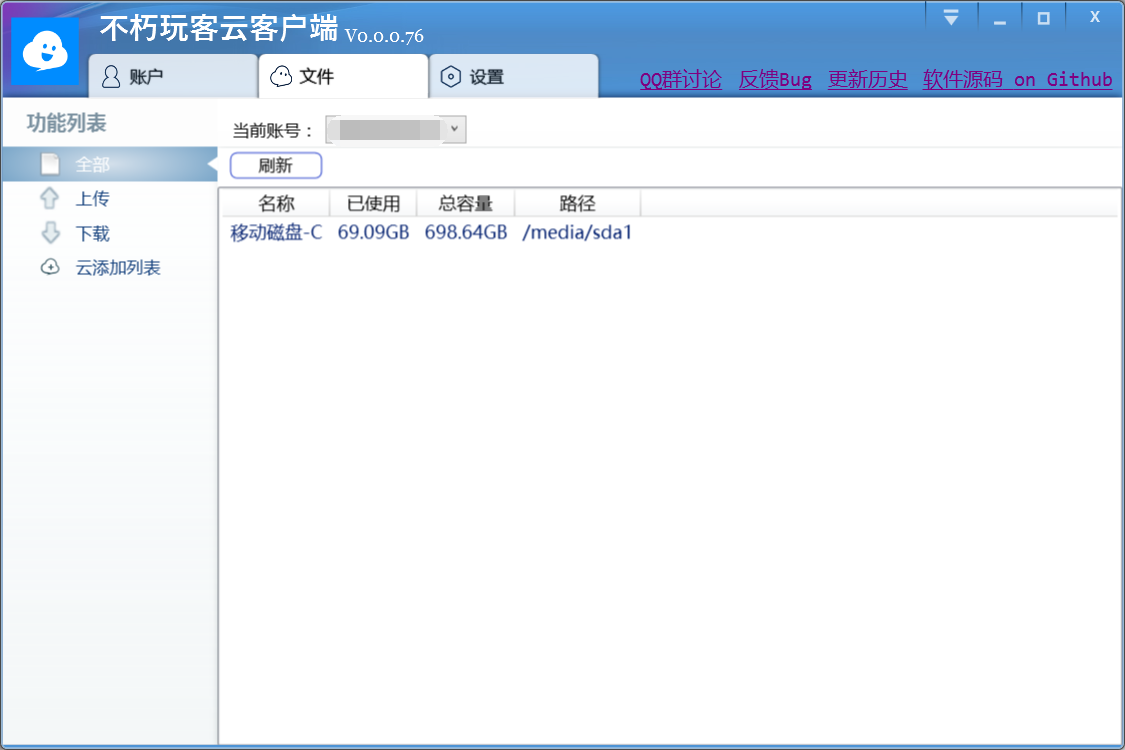 不朽玩客云客户端 V0.0.0.76
账户 文件 设置 QQ群讨论 反馈Bug 更新历史 软件源码 on Github
功能列表
全部
上传
下载
云添加列表
当前账号：
刷新
名称 已使用 总容量 路径
移动磁盘-C 69.09GB 698.64GB /media/sda1